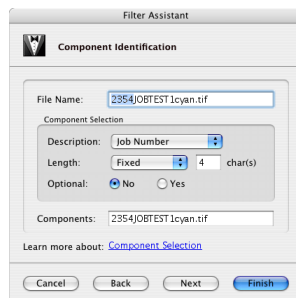 Filter Assistant
Component Identification
File Name: 2354JOBTEST1cyan.tif
Component Selection
Description: Job Number
Length: Fixed 4 char(s)
Optional: No Yes
Components: 2354JOBTEST1cyan.tif
Learn more about: Component Selection
Cancel Back Next Finish